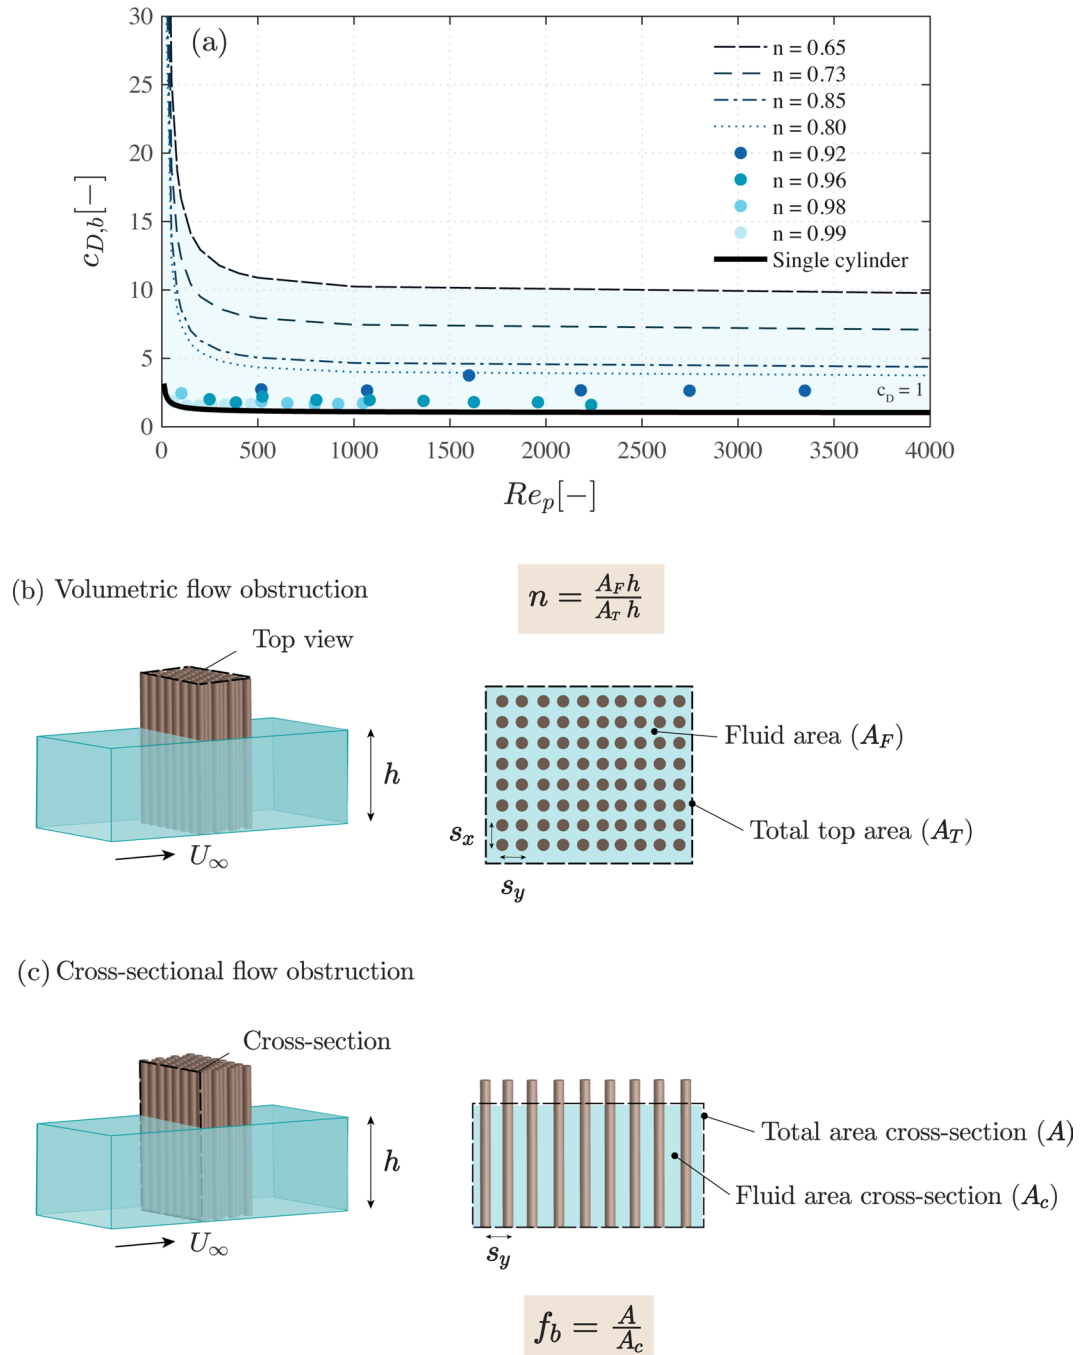 (a)
30
25
20
15
10
5
0
c_{D,b}[−]
n = 0.65
n = 0.73
n = 0.85
n = 0.80
n = 0.92
n = 0.96
n = 0.98
n = 0.99
Single cylinder
c_D = 1
0 500 1000 1500 2000 2500 3000 3500 4000
Re_p[−]
(b) Volumetric flow obstruction
n = A_F h / A_T h
Top view
h
U_∞
Fluid area (A_F)
Total top area (A_T)
s_x
s_y
(c) Cross-sectional flow obstruction
Cross-section
h
U_∞
Total area cross-section (A)
Fluid area cross-section (A_c)
s_y
f_b = A / A_c